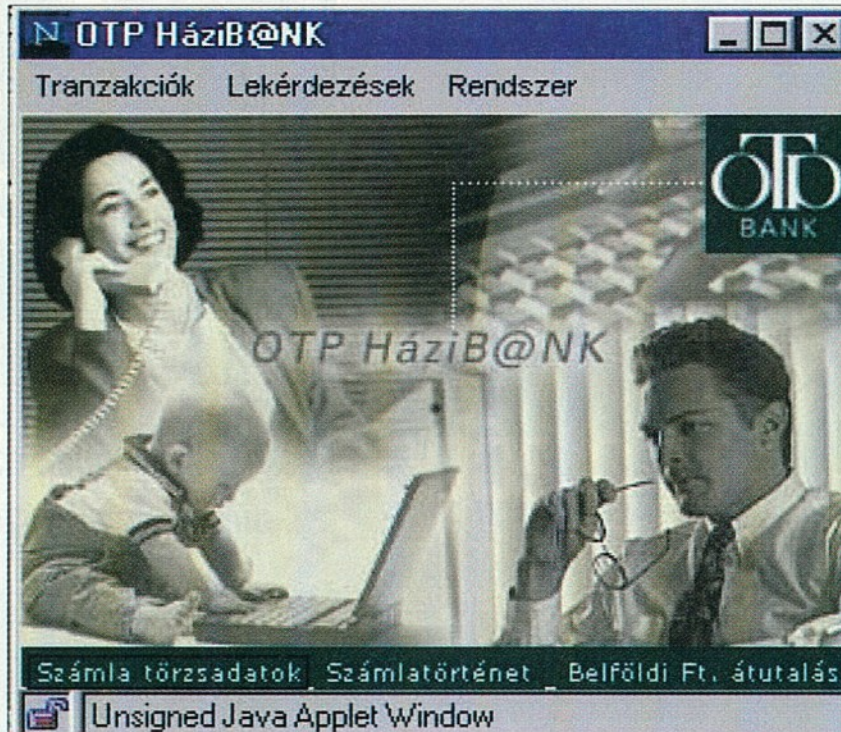 OTP HáziB@NK
Tranzakciók Lekérdezések Rendszer
OTP
BANK
OTP HáziB@NK
Számla törzsadatok Számlatörténet Belföldi Ft. átutalás
Unsigned Java Applet Window